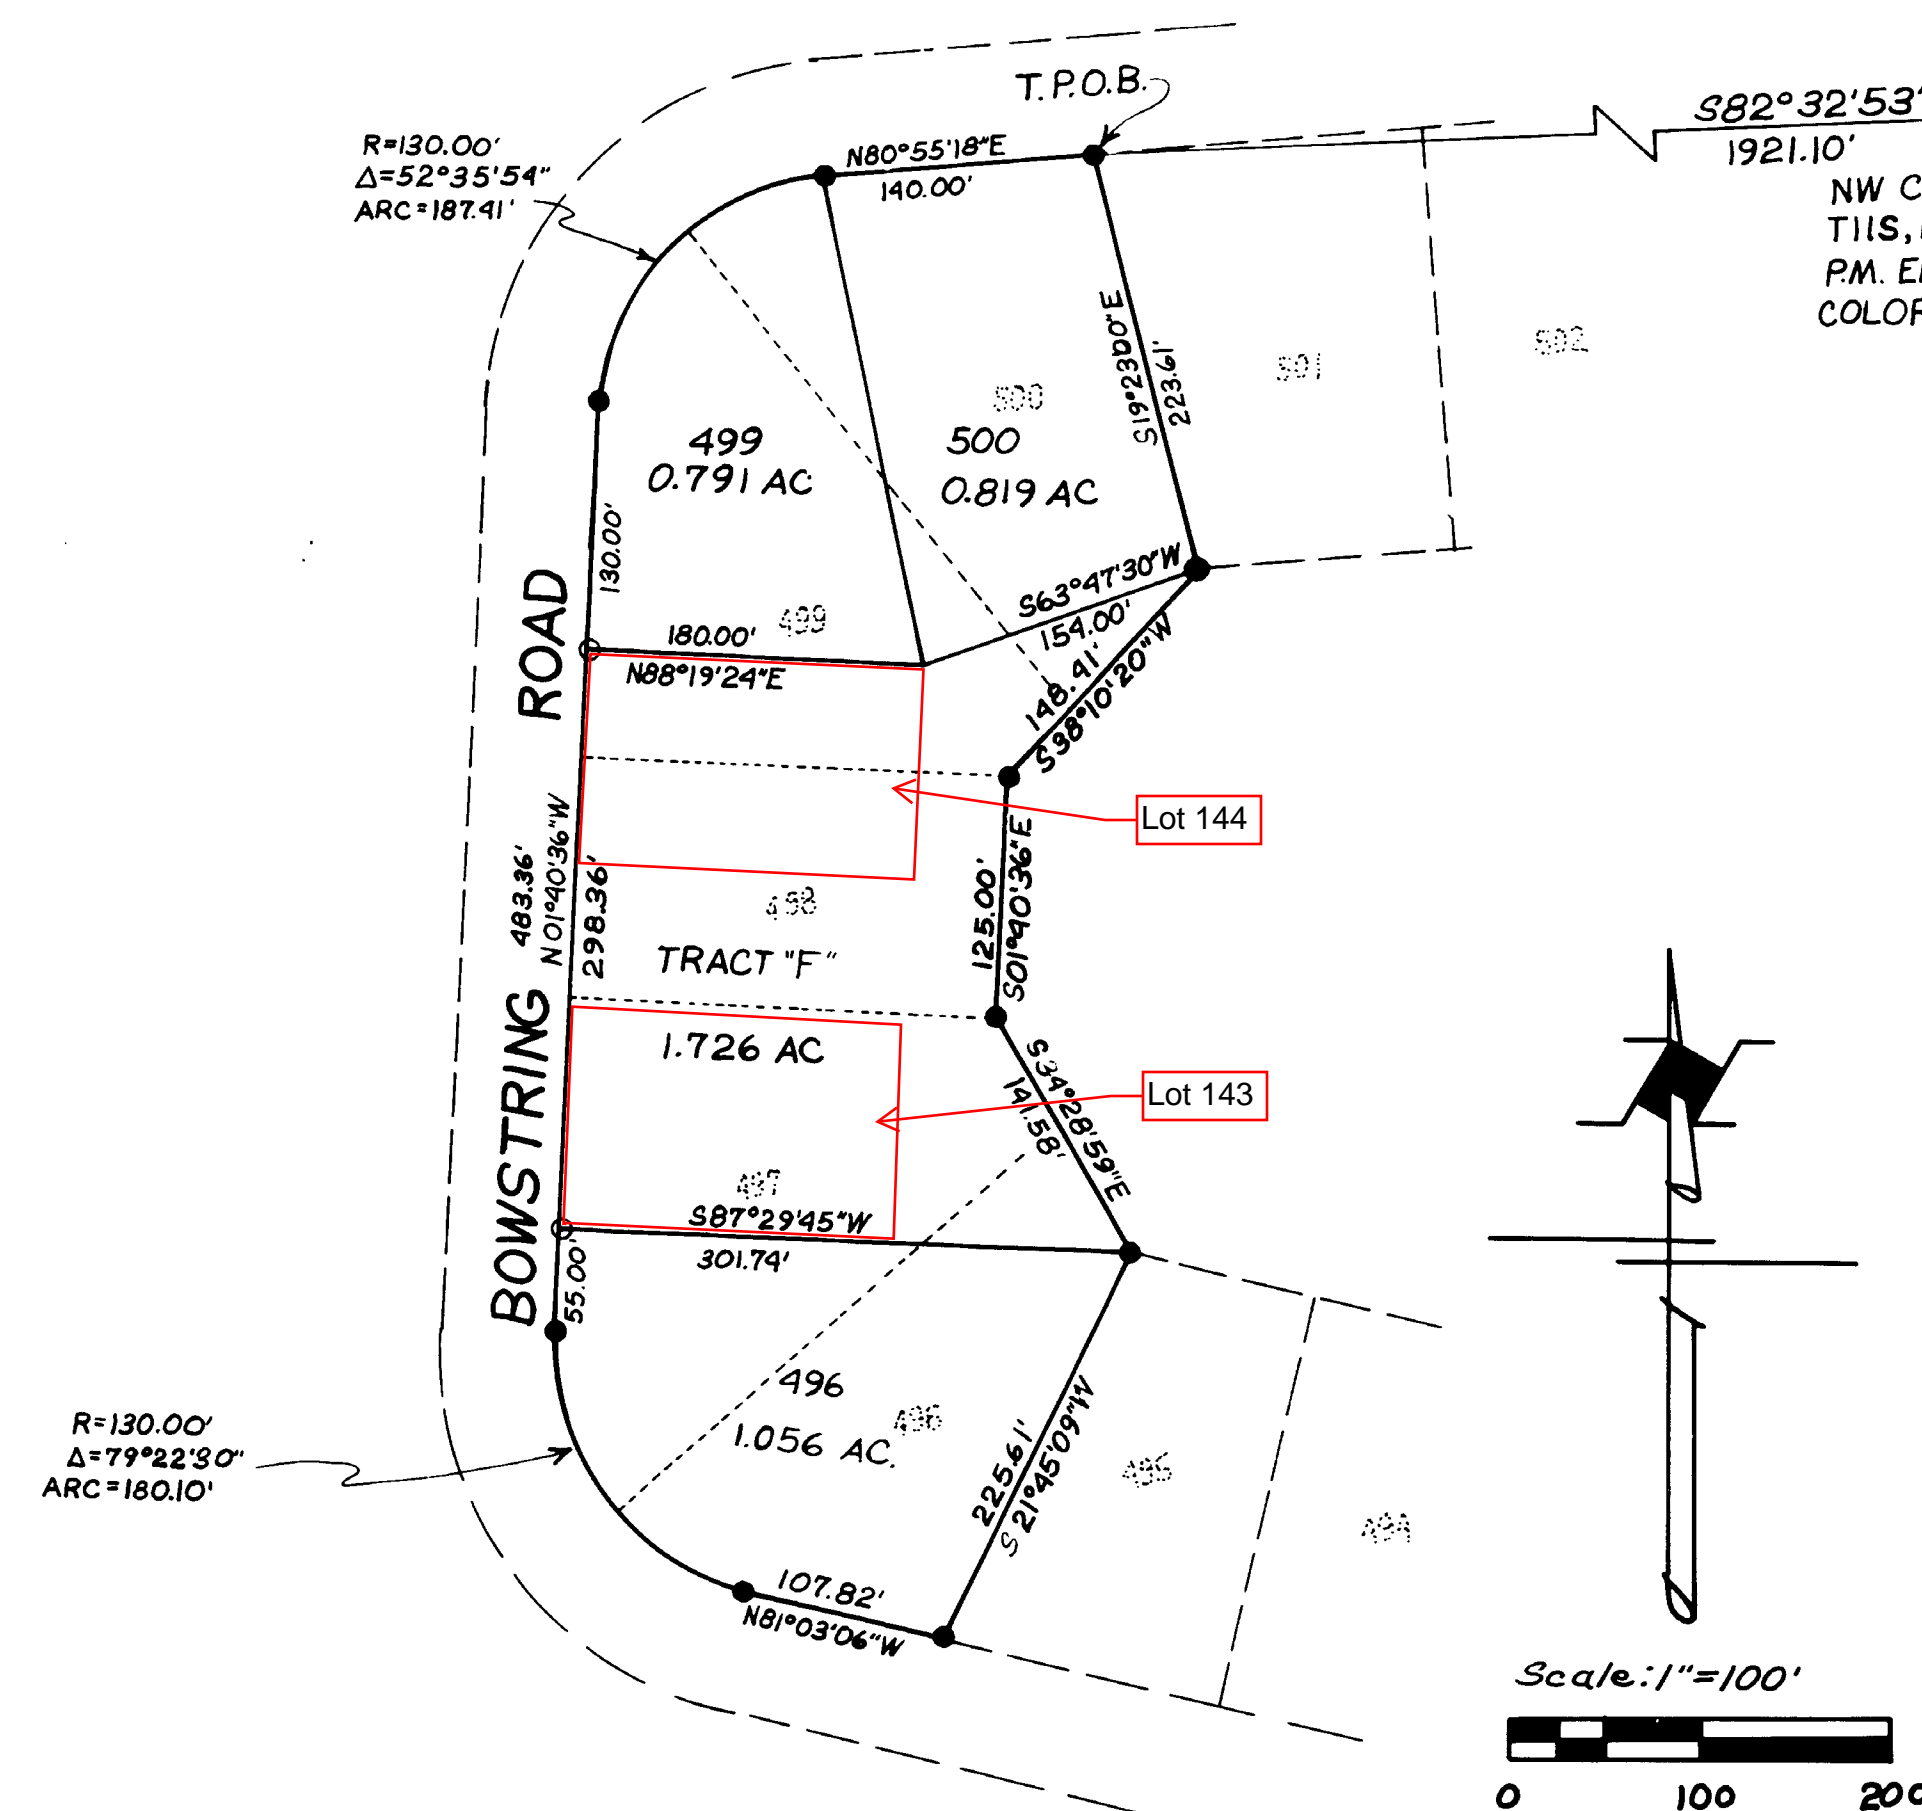 T.P.O.B.
S82°32'53"
1921.10'
NW C
T11S,
P.M. E
COLOR
R=130.00'
Δ=52°35'54"
ARC=187.41'
N80°55'18"E
140.00'
S19°23'00"E
223.61'
501
502
500
499
0.791 AC
500
0.819 AC
130.00'
499
180.00'
N88°19'24"E
S63°47'30"W
154.00'
148.41'
S38°10'20"W
BOWSTRING ROAD
483.36'
N01°40'36"W
298.36'
Lot 144
125.00'
S01°40'36"E
498
TRACT "F"
1.726 AC
Lot 143
S34°28'59"E
141.58'
497
S87°29'45"W
301.74'
55.00'
496
1.056 AC.
496
495
494
225.61'
S 21°45'09"W
R=130.00'
Δ=79°22'30"
ARC=180.10'
107.82'
N81°03'06"W
Scale: 1"=100'
0 100 200